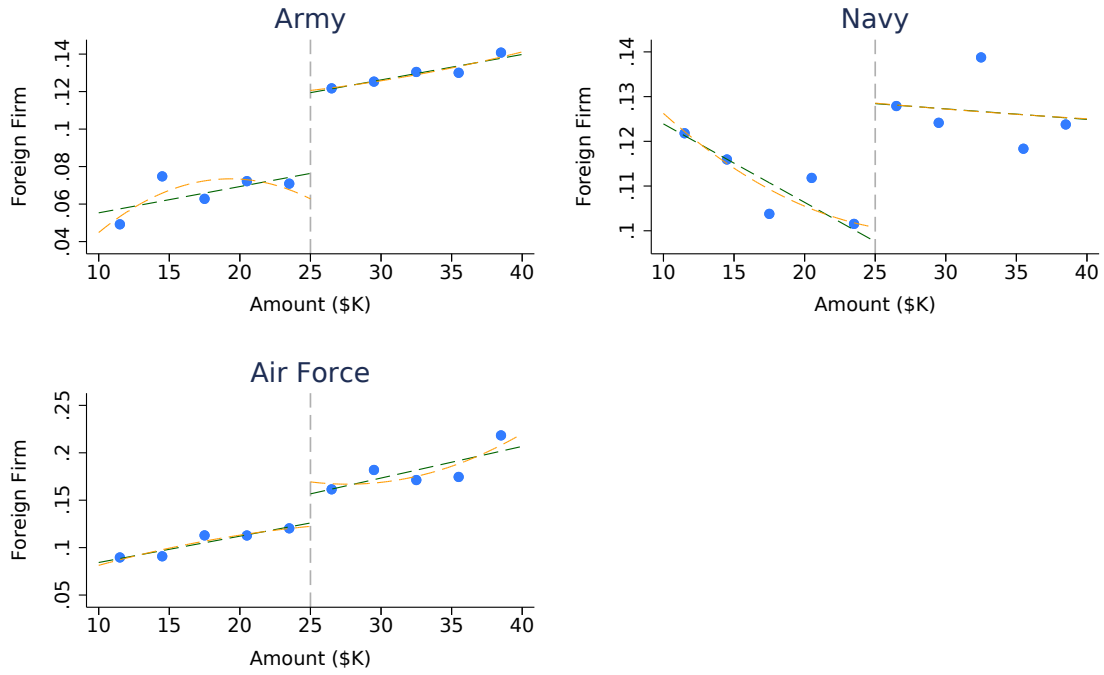 Army
Foreign Firm
.14
.12
.1
.08
.06
.04
10 15 20 25 30 35 40
Amount ($K)
Navy
Foreign Firm
.14
.13
.12
.11
.1
10 15 20 25 30 35 40
Amount ($K)
Air Force
Foreign Firm
.25
.2
.15
.1
.05
10 15 20 25 30 35 40
Amount ($K)